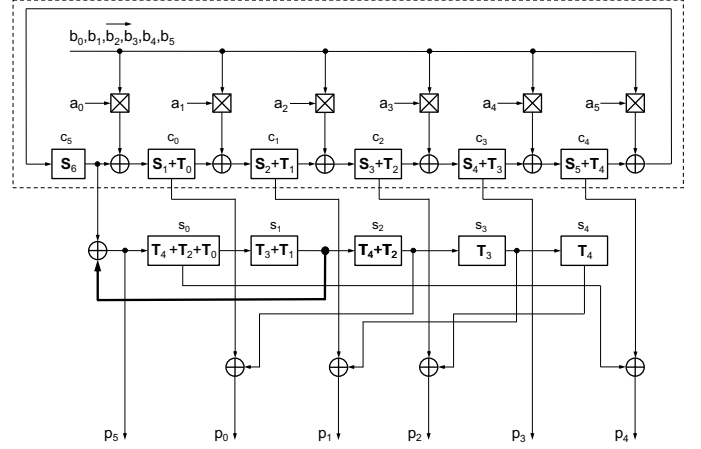 b₀,b₁,b₂,b₃,b₄,b₅
a₀ a₁ a₂ a₃ a₄ a₅
c₅ c₀ c₁ c₂ c₃ c₄
S₆ S₁+T₀ S₂+T₁ S₃+T₂ S₄+T₃ S₅+T₄
s₀ s₁ s₂ s₃ s₄
T₄+T₂+T₀ T₃+T₁ T₄+T₂ T₃ T₄
p₅ p₀ p₁ p₂ p₃ p₄